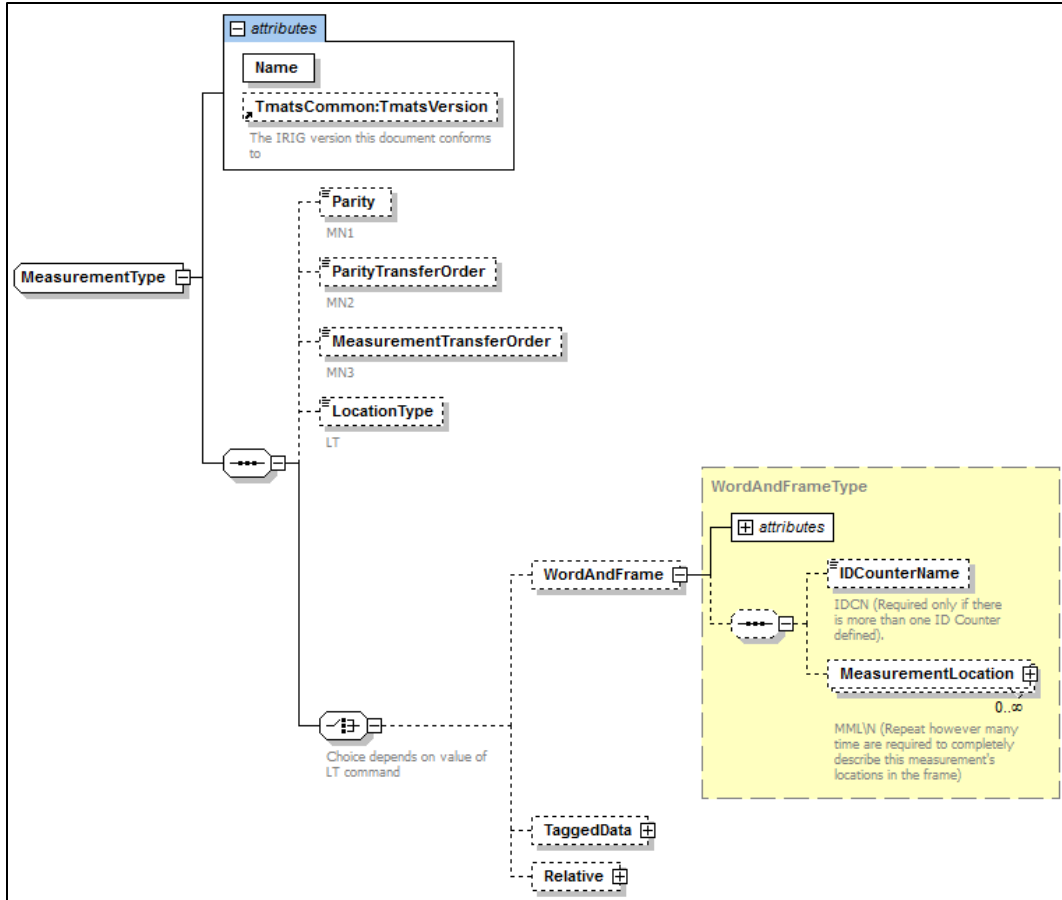 attributes
Name
TmatsCommon:TmatsVersion
The IRIG version this document conforms
to
Parity
MN1
MeasurementType
ParityTransferOrder
MN2
MeasurementTransferOrder
MN3
LocationType
LT
WordAndFrameType
attributes
WordAndFrame
IDCounterName
IDCN (Required only if there
is more than one ID Counter
defined).
MeasurementLocation
0..∞
MML\N (Repeat however many
time are required to completely
describe this measurement's
locations in the frame)
Choice depends on value of
LT command
TaggedData
Relative